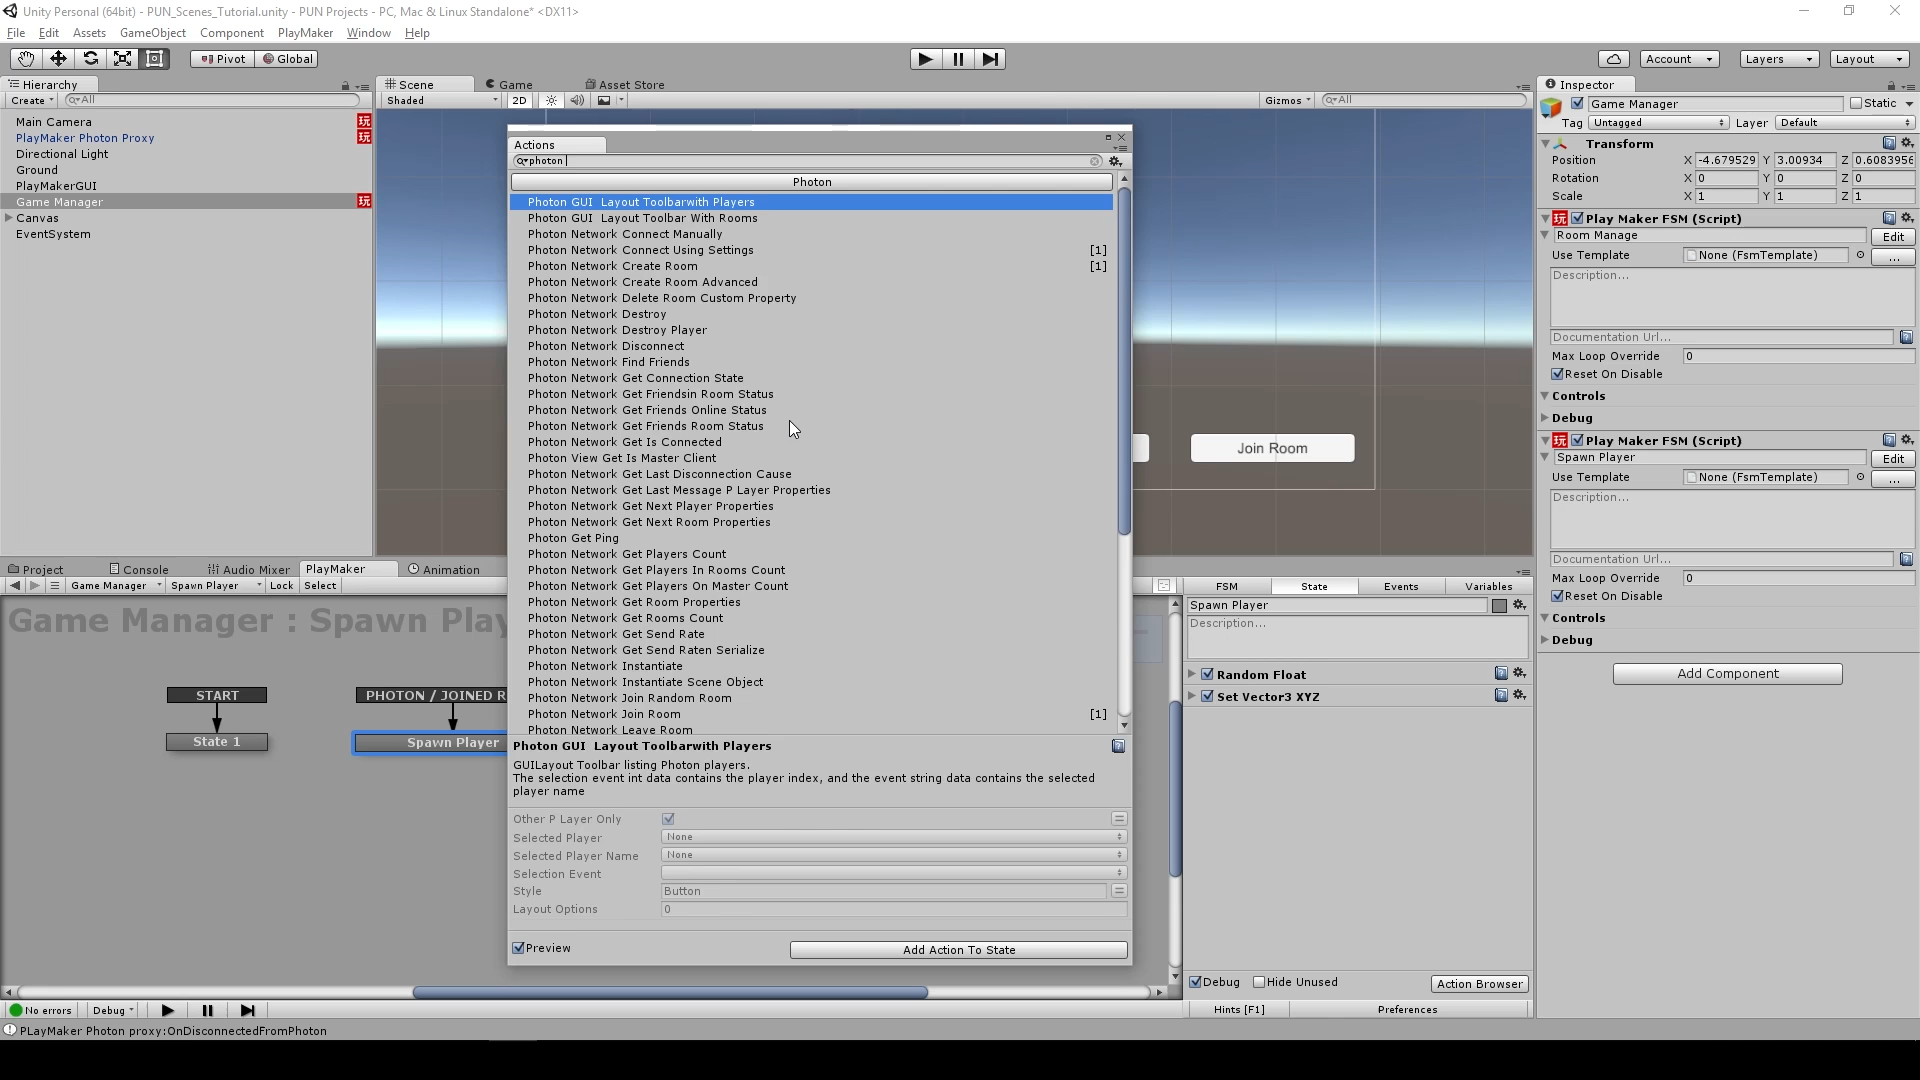 Unity Personal (64bit) - PUN_Scenes_Tutorial.unity - PUN Projects - PC, Mac & Linux Standalone* <DX11>
File Edit Assets GameObject Component PlayMaker Window Help
Pivot Global Account Layers Layout
Hierarchy
Create All
Main Camera
PlayMaker Photon Proxy
Directional Light
Ground
PlayMakerGUI
Game Manager
Canvas
EventSystem
Scene Game Asset Store
Shaded 2D Gizmos All
Join Room
Actions
photon
Photon
Photon GUI Layout Toolbarwith Players
Photon GUI Layout Toolbar With Rooms
Photon Network Connect Manually
Photon Network Connect Using Settings [1]
Photon Network Create Room [1]
Photon Network Create Room Advanced
Photon Network Delete Room Custom Property
Photon Network Destroy
Photon Network Destroy Player
Photon Network Disconnect
Photon Network Find Friends
Photon Network Get Connection State
Photon Network Get Friendsin Room Status
Photon Network Get Friends Online Status
Photon Network Get Friends Room Status
Photon Network Get Is Connected
Photon View Get Is Master Client
Photon Network Get Last Disconnection Cause
Photon Network Get Last Message P Layer Properties
Photon Network Get Next Player Properties
Photon Network Get Next Room Properties
Photon Get Ping
Photon Network Get Players Count
Photon Network Get Players In Rooms Count
Photon Network Get Players On Master Count
Photon Network Get Room Properties
Photon Network Get Rooms Count
Photon Network Get Send Rate
Photon Network Get Send Raten Serialize
Photon Network Instantiate
Photon Network Instantiate Scene Object
Photon Network Join Random Room
Photon Network Join Room [1]
Photon Network Leave Room
Photon GUI Layout Toolbarwith Players
GUILayout Toolbar listing Photon players.
The selection event int data contains the player index, and the event string data contains the selected
player name
Other P Layer Only
Selected Player None
Selected Player Name None
Selection Event
Style Button
Layout Options 0
Preview Add Action To State
Project Console Audio Mixer PlayMaker Animation
Game Manager Spawn Player Lock Select
Game Manager : Spawn Play
START
State 1
PHOTON / JOINED R
Spawn Player
No errors Debug
PLayMaker Photon proxy:OnDisconnectedFromPhoton
FSM State Events Variables
Spawn Player
Description...
Random Float
Set Vector3 XYZ
Debug Hide Unused Action Browser
Hints [F1] Preferences
Inspector
Game Manager Static
Tag Untagged Layer Default
Transform
Position X -4.679529 Y 3.00934 Z 0.6083956
Rotation X 0 Y 0 Z 0
Scale X 1 Y 1 Z 1
玩 Play Maker FSM (Script)
Room Manage Edit
Use Template None (FsmTemplate) ...
Description...
Documentation Url...
Max Loop Override 0
Reset On Disable
Controls
Debug
玩 Play Maker FSM (Script)
Spawn Player Edit
Use Template None (FsmTemplate) ...
Description...
Documentation Url...
Max Loop Override 0
Reset On Disable
Controls
Debug
Add Component